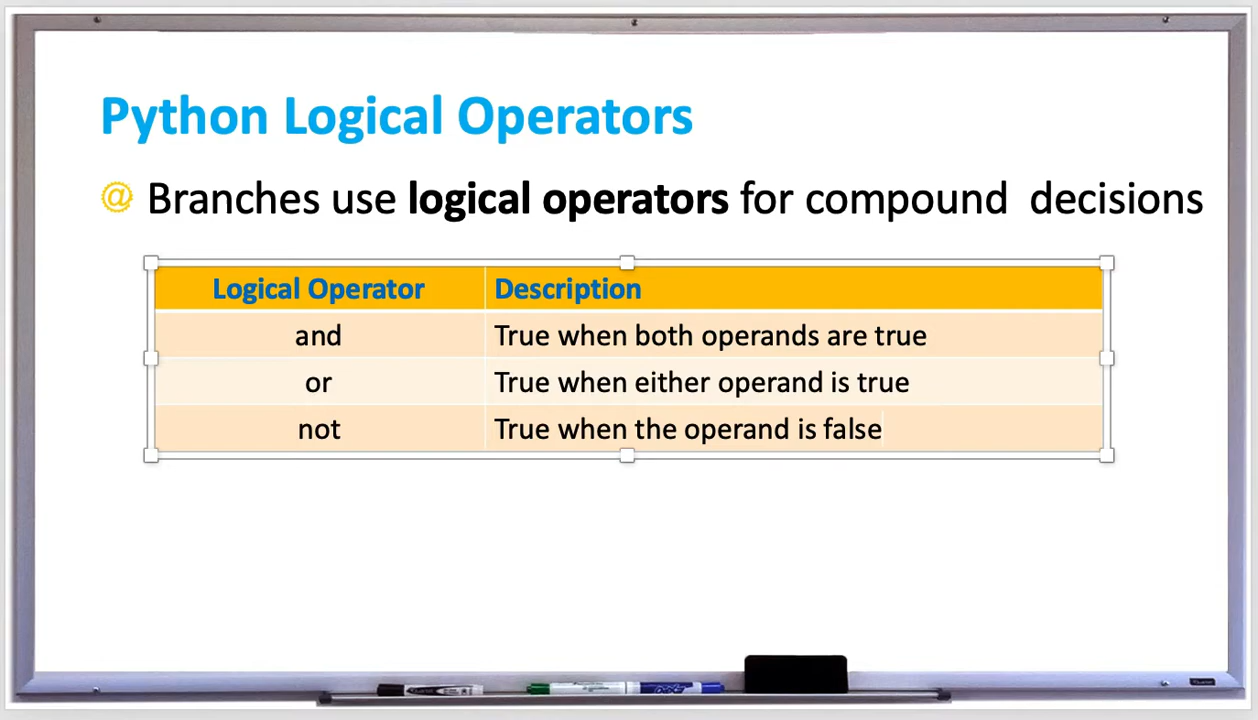 Python Logical Operators
@ Branches use logical operators for compound decisions
Logical Operator Description
and True when both operands are true
or True when either operand is true
not True when the operand is false